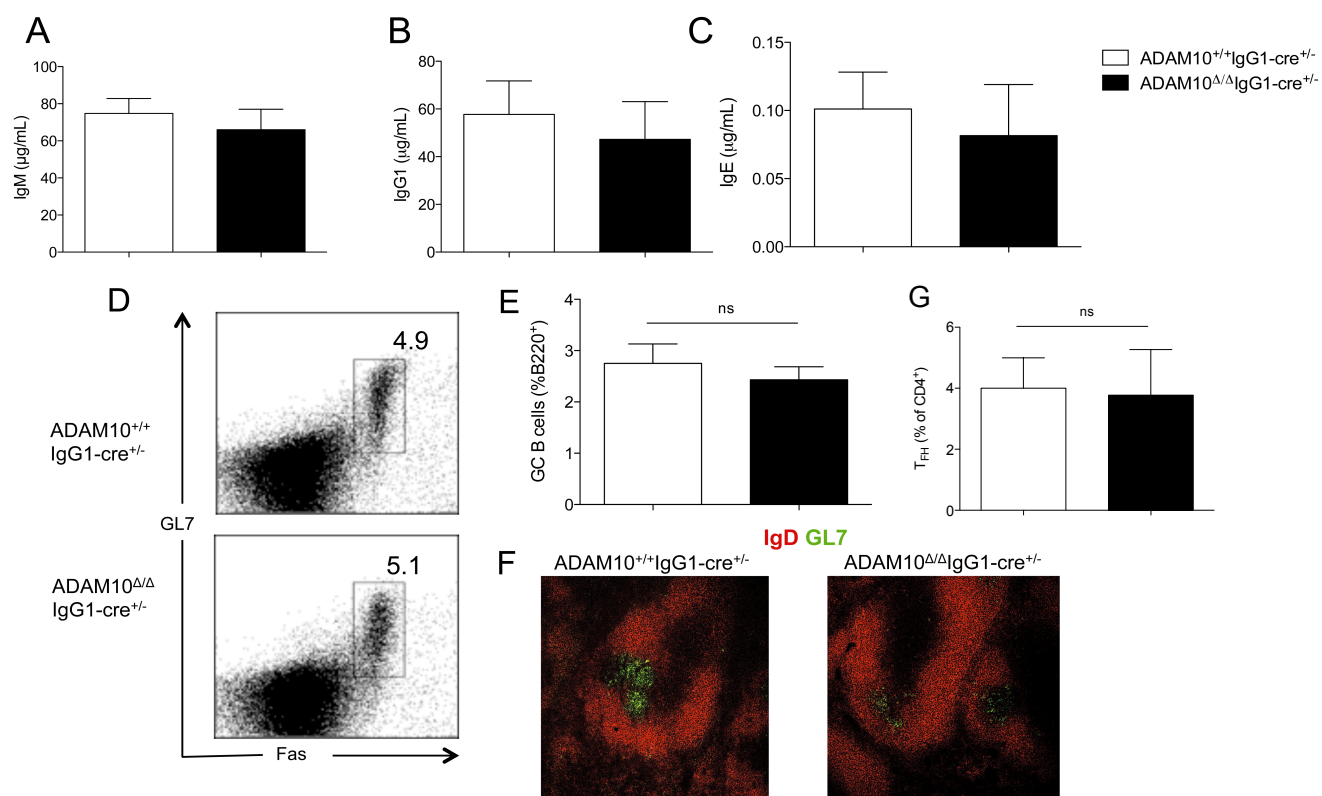 A
IgM (µg/mL)
100
80
60
40
20
0
B
IgG1 (µg/mL)
80
60
40
20
0
C
IgE (µg/mL)
0.15
0.10
0.05
0.00
ADAM10+/+IgG1-cre+/-
ADAM10Δ/ΔIgG1-cre+/-
D
4.9
ADAM10+/+
IgG1-cre+/-
GL7
5.1
ADAM10Δ/Δ
IgG1-cre+/-
Fas
E
GC B cells (%B220+)
4
3
2
1
0
ns
G
TFH (% of CD4+)
6
4
2
0
ns
IgD GL7
F
ADAM10+/+IgG1-cre+/-
ADAM10Δ/ΔIgG1-cre+/-